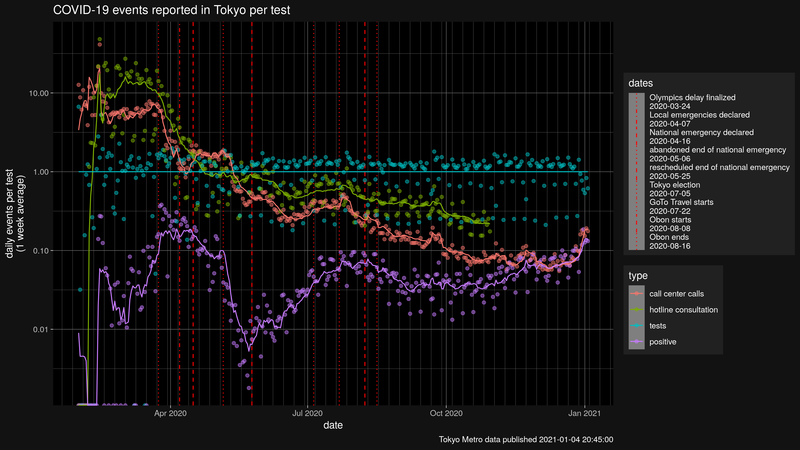 COVID-19 events reported in Tokyo per test
daily events per test
(1 week average)
10.00
1.00
0.10
0.01
Apr 2020
Jul 2020
Oct 2020
Jan 2021
date
dates
Olympics delay finalized
2020-03-24
Local emergencies declared
2020-04-07
National emergency declared
2020-04-16
abandoned end of national emergency
2020-05-06
rescheduled end of national emergency
2020-05-25
Tokyo election
2020-07-05
GoTo Travel starts
2020-07-22
Obon starts
2020-08-08
Obon ends
2020-08-16
type
call center calls
hotline consultation
tests
positive
Tokyo Metro data published 2021-01-04 20:45:00